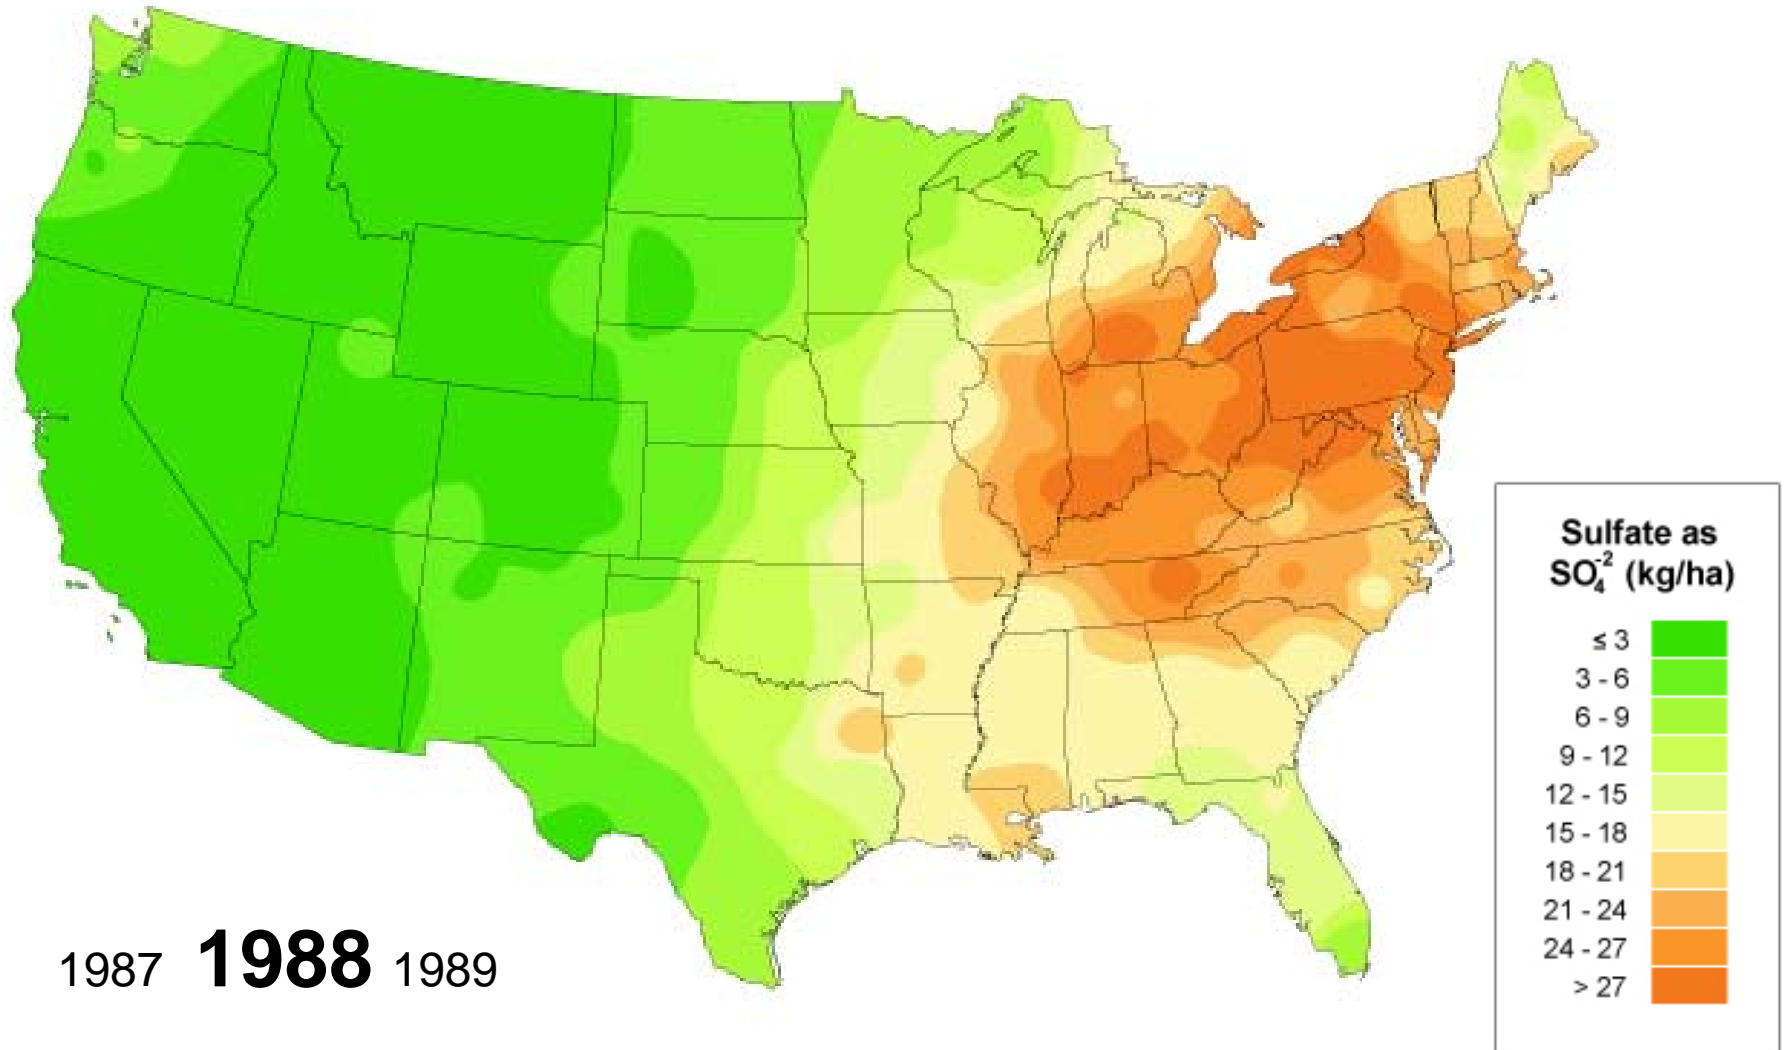 Sulfate as
SO₄⁻² (kg/ha)
≤ 3
3 - 6
6 - 9
9 - 12
12 - 15
15 - 18
18 - 21
21 - 24
24 - 27
> 27
1987 1988 1989